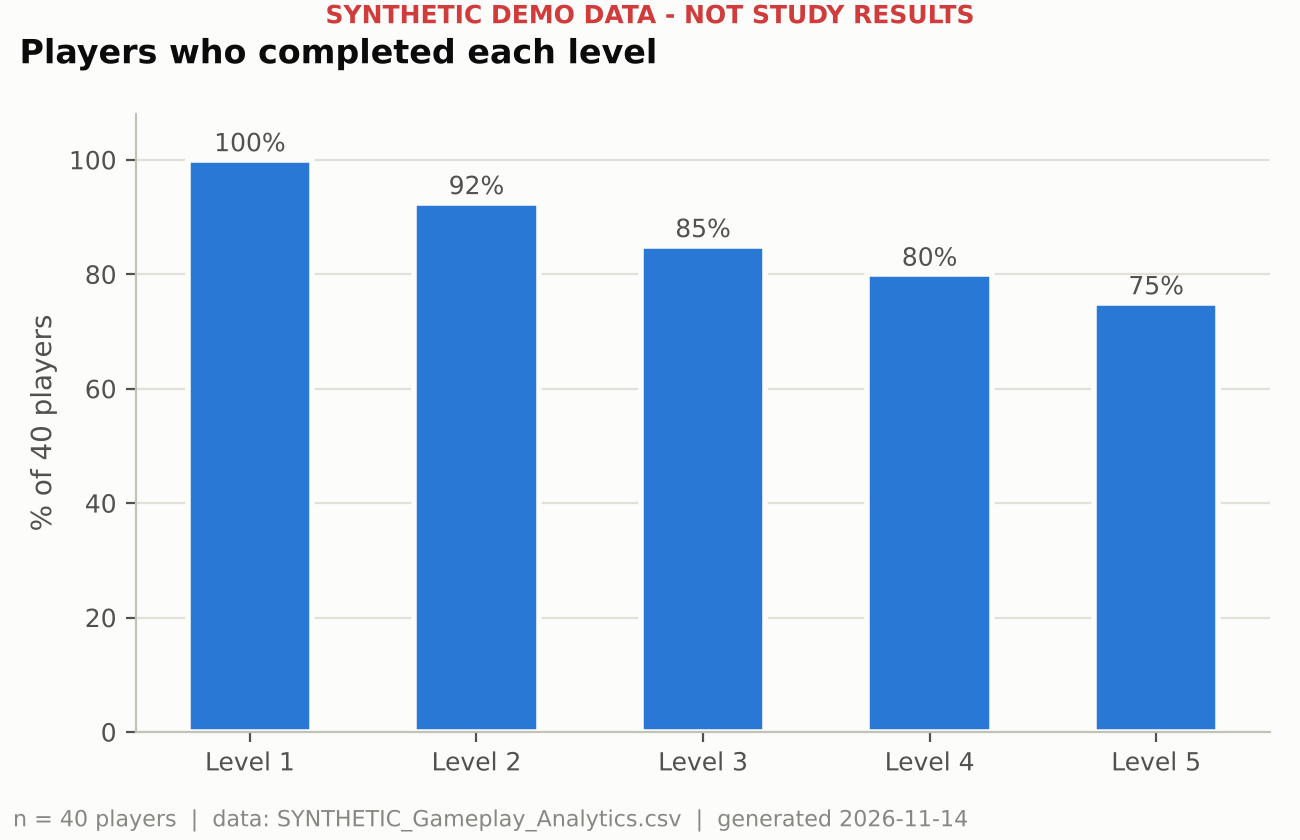 SYNTHETIC DEMO DATA - NOT STUDY RESULTS
Players who completed each level
% of 40 players
100
80
60
40
20
0
100%
92%
85%
80%
75%
Level 1
Level 2
Level 3
Level 4
Level 5
n = 40 players | data: SYNTHETIC_Gameplay_Analytics.csv | generated 2026-11-14